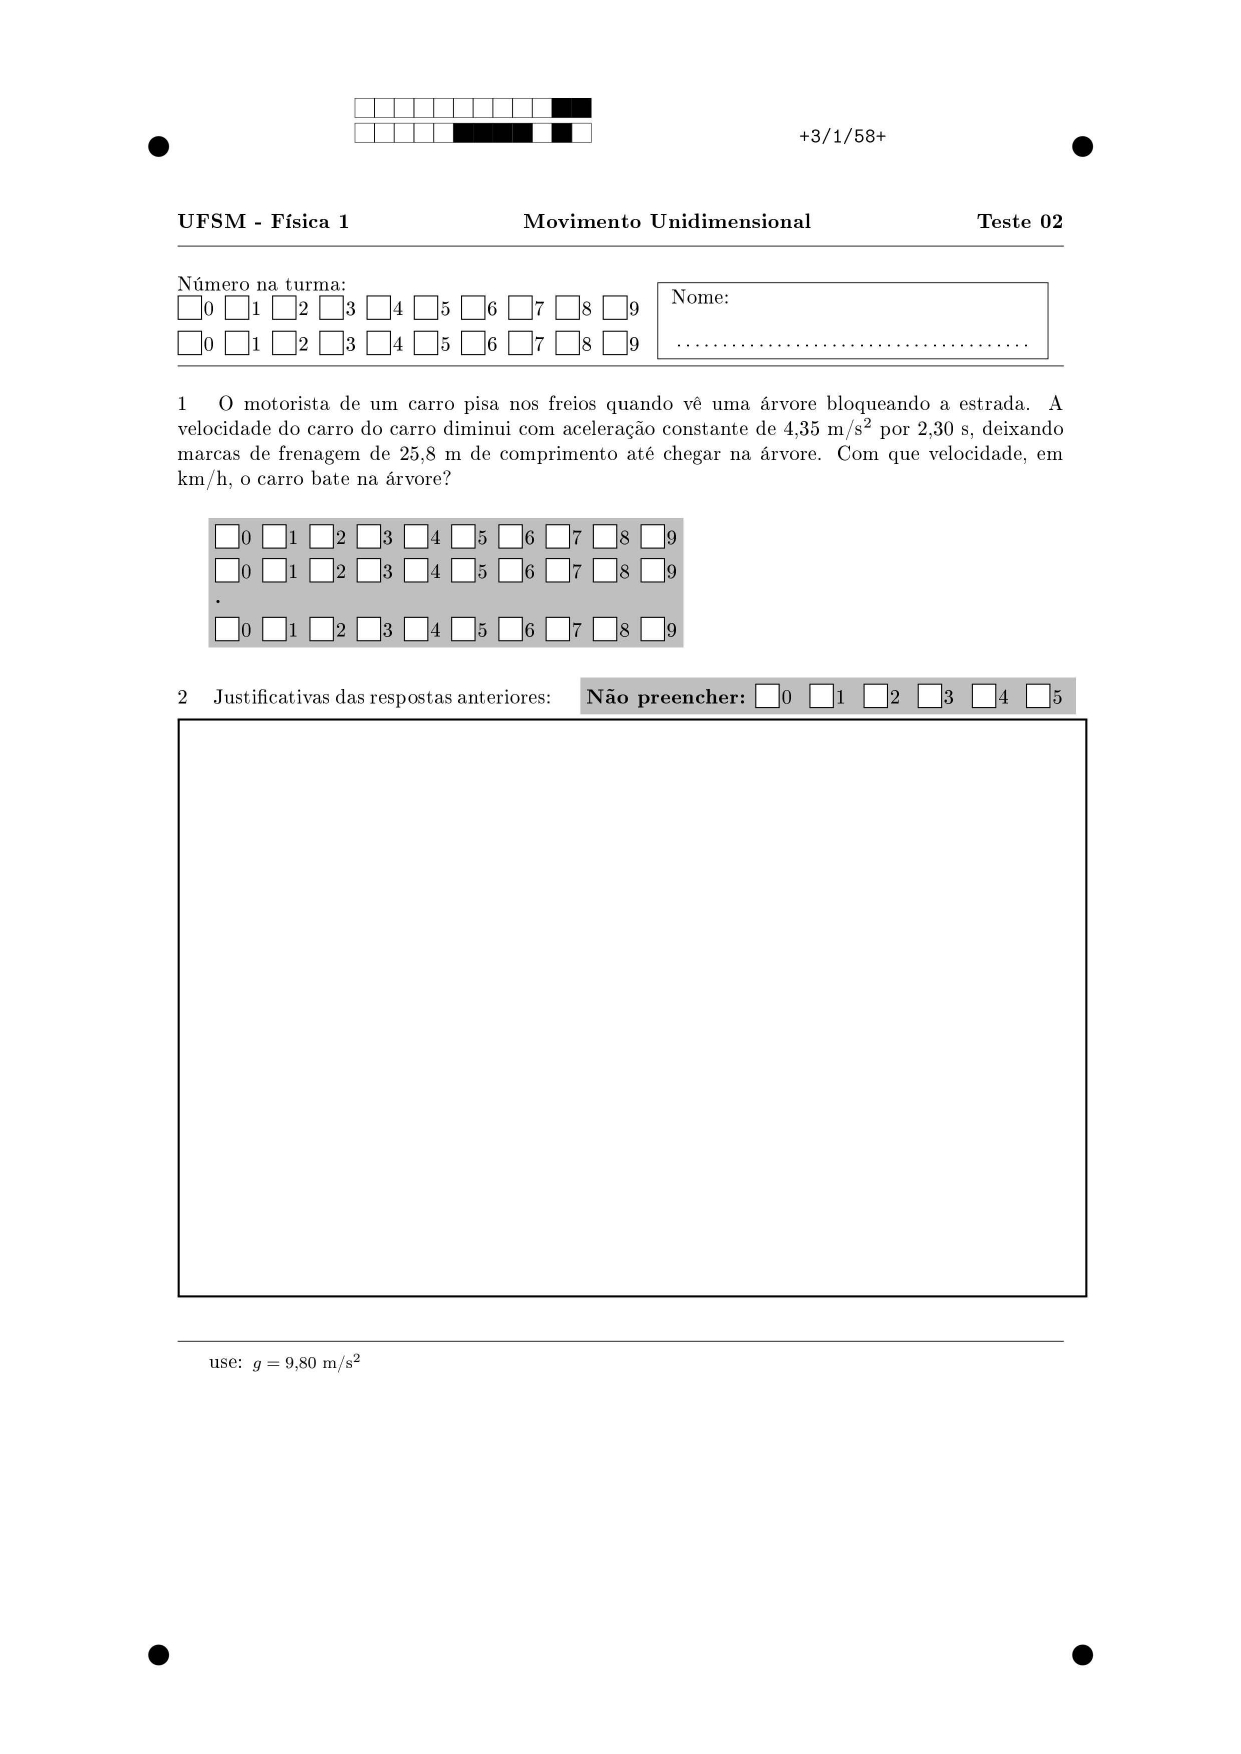 +3/1/58+
UFSM - Física 1 Movimento Unidimensional Teste 02
Número na turma:
0 1 2 3 4 5 6 7 8 9
0 1 2 3 4 5 6 7 8 9
Nome:
.......................................
1 O motorista de um carro pisa nos freios quando vê uma árvore bloqueando a estrada. A
velocidade do carro do carro diminui com aceleração constante de 4,35 m/s² por 2,30 s, deixando
marcas de frenagem de 25,8 m de comprimento até chegar na árvore. Com que velocidade, em
km/h, o carro bate na árvore?
0 1 2 3 4 5 6 7 8 9
0 1 2 3 4 5 6 7 8 9
.
0 1 2 3 4 5 6 7 8 9
2 Justificativas das respostas anteriores: Não preencher: 0 1 2 3 4 5
use: g = 9,80 m/s²